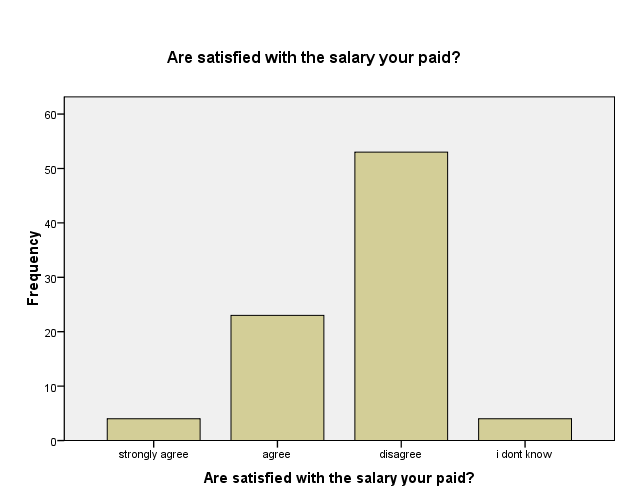 Are satisfied with the salary your paid?
Frequency
60
50
40
30
20
10
0
strongly agree
agree
disagree
i dont know
Are satisfied with the salary your paid?